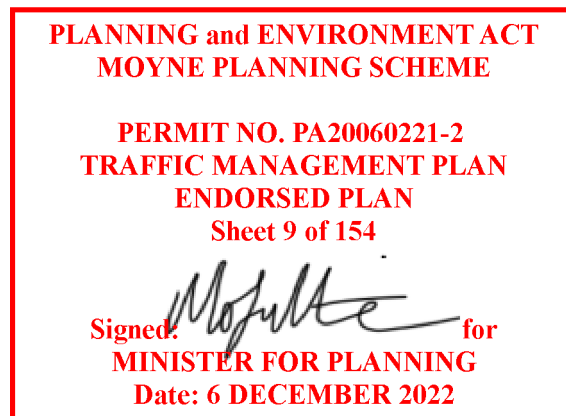 PLANNING and ENVIRONMENT ACT
MOYNE PLANNING SCHEME
PERMIT NO. PA20060221-2
TRAFFIC MANAGEMENT PLAN
ENDORSED PLAN
Sheet 9 of 154
Signed: for
MINISTER FOR PLANNING
Date: 6 DECEMBER 2022